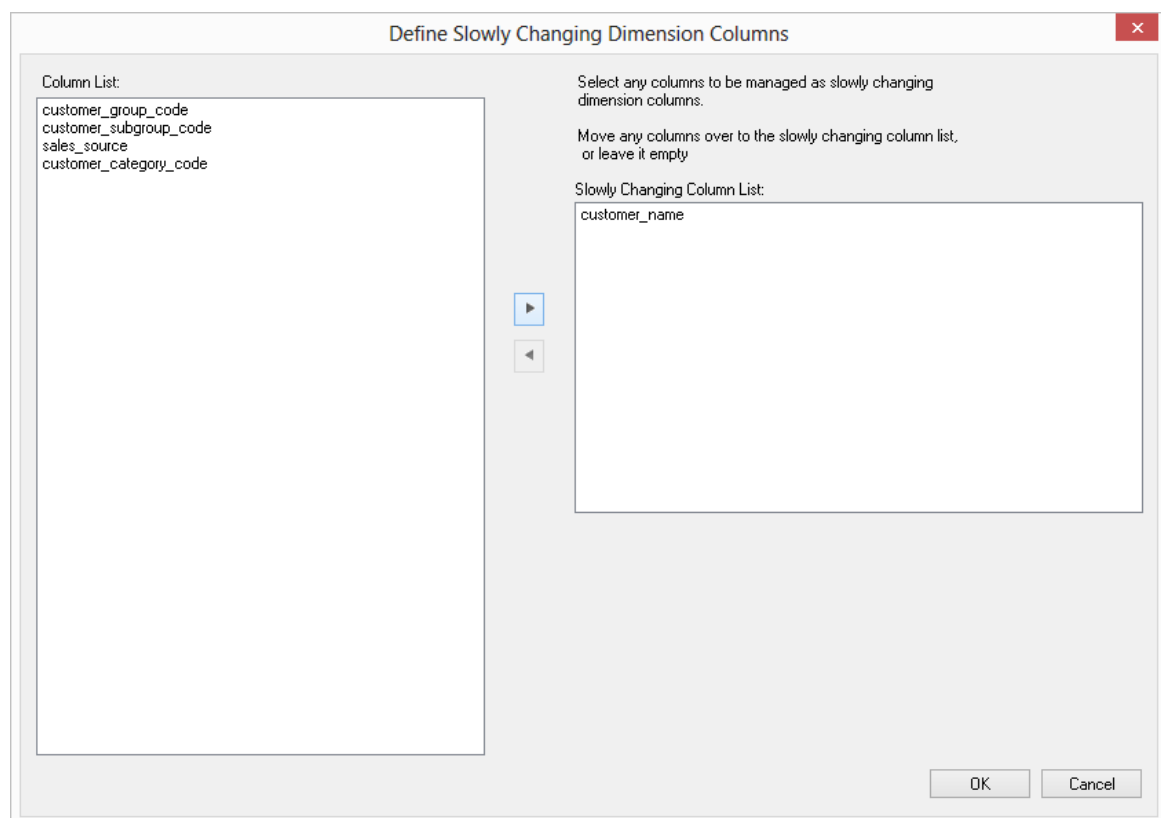 Define Slowly Changing Dimension Columns
Column List:
customer_group_code
customer_subgroup_code
sales_source
customer_category_code
Select any columns to be managed as slowly changing
dimension columns.
Move any columns over to the slowly changing column list,
or leave it empty
Slowly Changing Column List:
customer_name
OK
Cancel